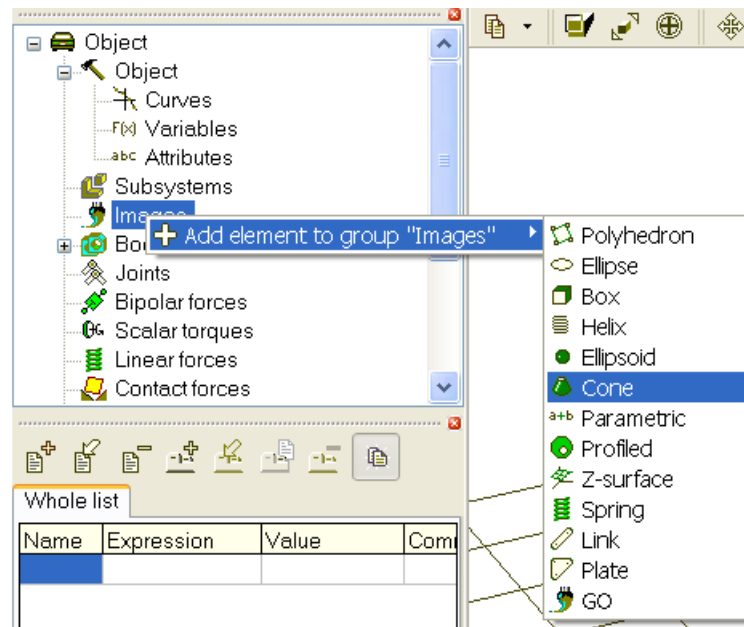 Object
Object
Curves
F(x) Variables
abc Attributes
Subsystems
Images
Add element to group "Images"
Joints
Bipolar forces
Scalar torques
Linear forces
Contact forces
Polyhedron
Ellipse
Box
Helix
Ellipsoid
Cone
a+b Parametric
Profiled
Z-surface
Spring
Link
Plate
GO
Whole list
Name Expression Value Com